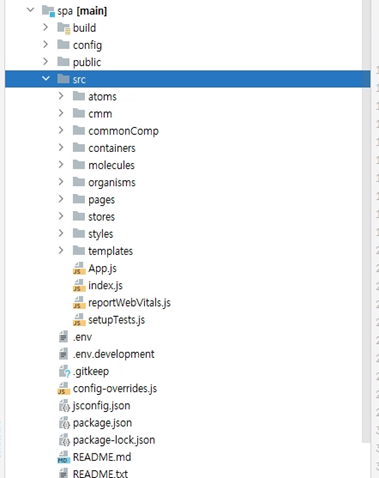 spa [main]
build
config
public
src
atoms
cmm
commonComp
containers
molecules
organisms
pages
stores
styles
templates
App.js
index.js
reportWebVitals.js
setupTests.js
.env
.env.development
.gitkeep
config-overrides.js
jsconfig.json
package.json
package-lock.json
README.md
README.txt